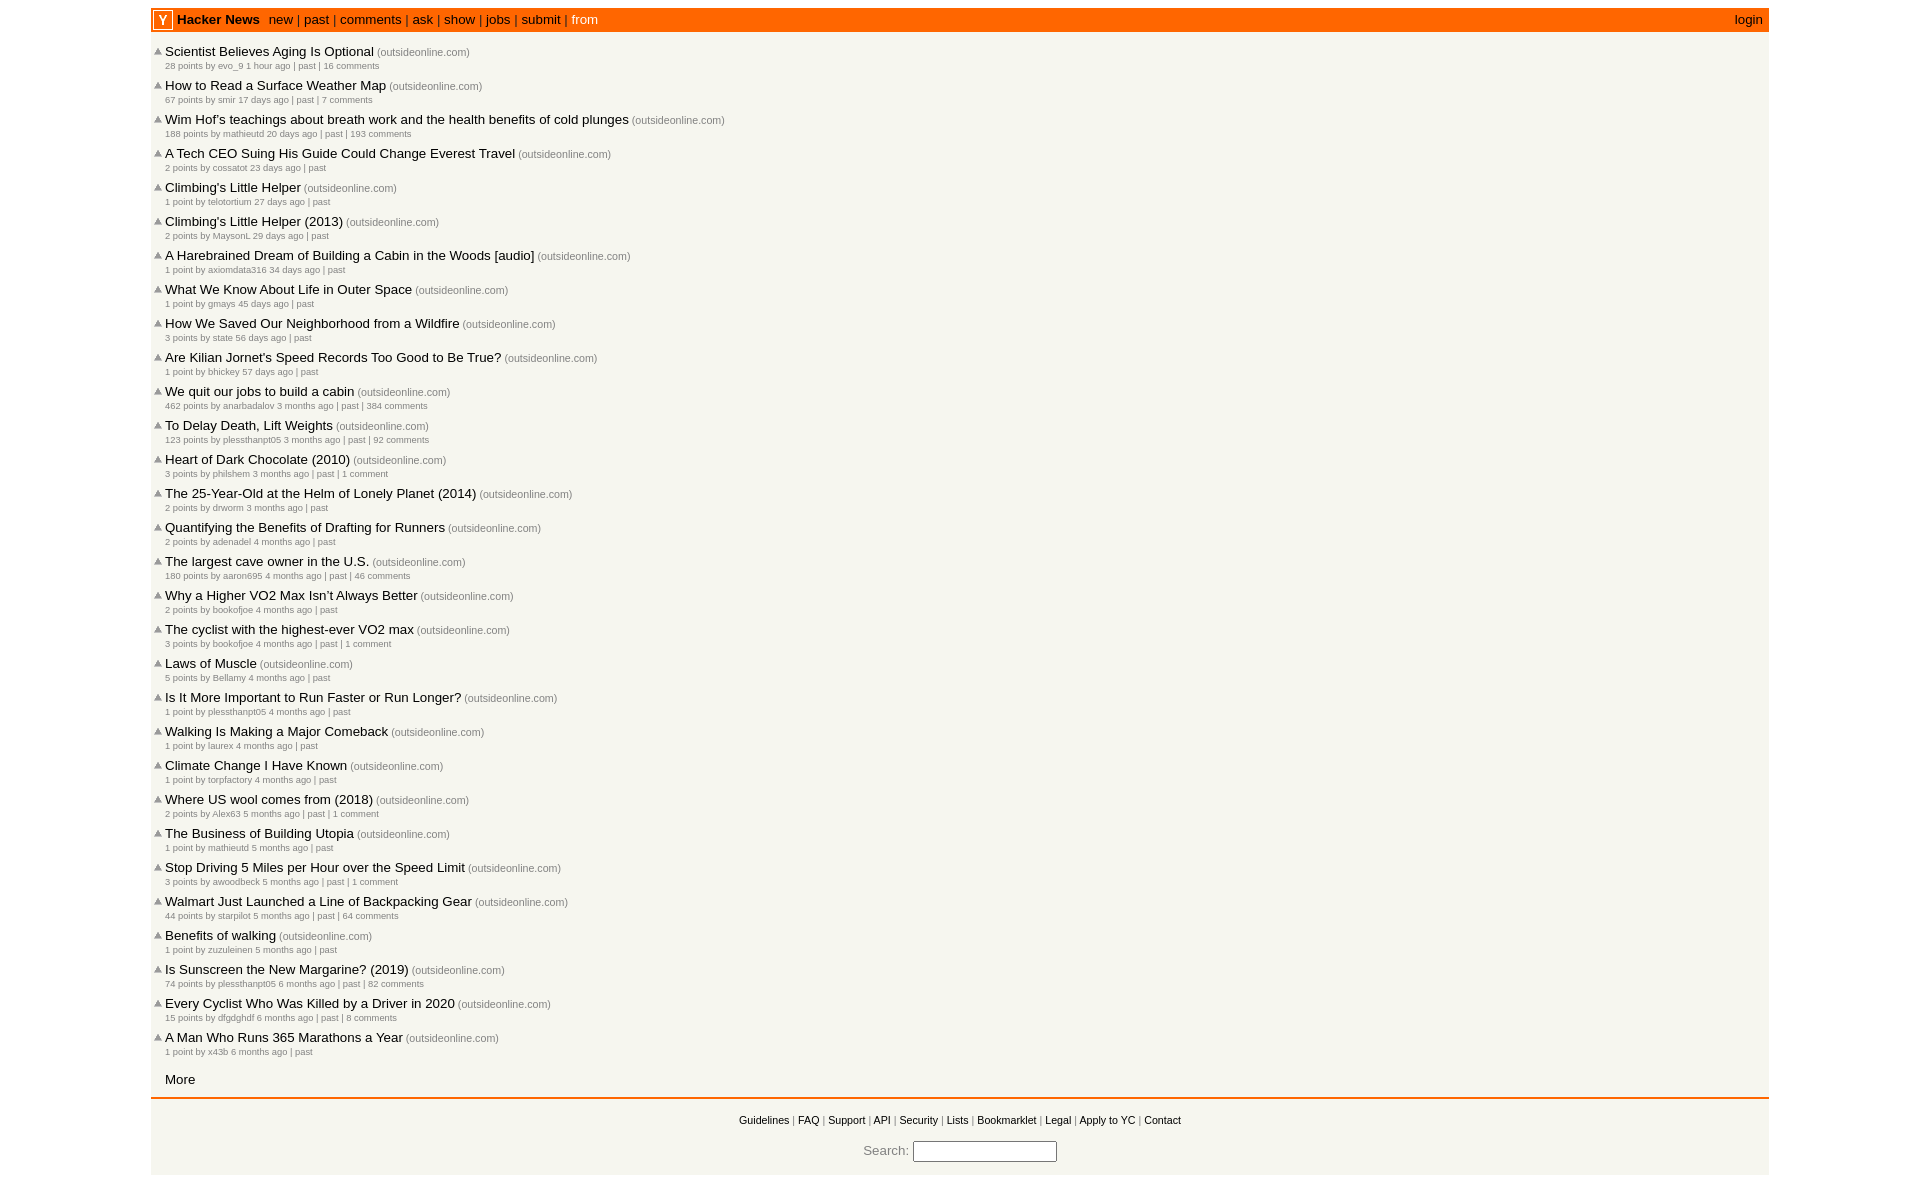 Y Hacker News new | past | comments | ask | show | jobs | submit | from login
Scientist Believes Aging Is Optional (outsideonline.com)
28 points by evo_9 1 hour ago | past | 16 comments
How to Read a Surface Weather Map (outsideonline.com)
67 points by smir 17 days ago | past | 7 comments
Wim Hof’s teachings about breath work and the health benefits of cold plunges (outsideonline.com)
188 points by mathieutd 20 days ago | past | 193 comments
A Tech CEO Suing His Guide Could Change Everest Travel (outsideonline.com)
2 points by cossatot 23 days ago | past
Climbing's Little Helper (outsideonline.com)
1 point by telotortium 27 days ago | past
Climbing's Little Helper (2013) (outsideonline.com)
2 points by MaysonL 29 days ago | past
A Harebrained Dream of Building a Cabin in the Woods [audio] (outsideonline.com)
1 point by axiomdata316 34 days ago | past
What We Know About Life in Outer Space (outsideonline.com)
1 point by gmays 45 days ago | past
How We Saved Our Neighborhood from a Wildfire (outsideonline.com)
3 points by state 56 days ago | past
Are Kilian Jornet's Speed Records Too Good to Be True? (outsideonline.com)
1 point by bhickey 57 days ago | past
We quit our jobs to build a cabin (outsideonline.com)
462 points by anarbadalov 3 months ago | past | 384 comments
To Delay Death, Lift Weights (outsideonline.com)
123 points by plessthanpt05 3 months ago | past | 92 comments
Heart of Dark Chocolate (2010) (outsideonline.com)
3 points by philshem 3 months ago | past | 1 comment
The 25-Year-Old at the Helm of Lonely Planet (2014) (outsideonline.com)
2 points by drworm 3 months ago | past
Quantifying the Benefits of Drafting for Runners (outsideonline.com)
2 points by adenadel 4 months ago | past
The largest cave owner in the U.S. (outsideonline.com)
180 points by aaron695 4 months ago | past | 46 comments
Why a Higher VO2 Max Isn’t Always Better (outsideonline.com)
2 points by bookofjoe 4 months ago | past
The cyclist with the highest-ever VO2 max (outsideonline.com)
3 points by bookofjoe 4 months ago | past | 1 comment
Laws of Muscle (outsideonline.com)
5 points by Bellamy 4 months ago | past
Is It More Important to Run Faster or Run Longer? (outsideonline.com)
1 point by plessthanpt05 4 months ago | past
Walking Is Making a Major Comeback (outsideonline.com)
1 point by laurex 4 months ago | past
Climate Change I Have Known (outsideonline.com)
1 point by torpfactory 4 months ago | past
Where US wool comes from (2018) (outsideonline.com)
2 points by Alex63 5 months ago | past | 1 comment
The Business of Building Utopia (outsideonline.com)
1 point by mathieutd 5 months ago | past
Stop Driving 5 Miles per Hour over the Speed Limit (outsideonline.com)
3 points by awoodbeck 5 months ago | past | 1 comment
Walmart Just Launched a Line of Backpacking Gear (outsideonline.com)
44 points by starpilot 5 months ago | past | 64 comments
Benefits of walking (outsideonline.com)
1 point by zuzuleinen 5 months ago | past
Is Sunscreen the New Margarine? (2019) (outsideonline.com)
74 points by plessthanpt05 6 months ago | past | 82 comments
Every Cyclist Who Was Killed by a Driver in 2020 (outsideonline.com)
15 points by dfgdghdf 6 months ago | past | 8 comments
A Man Who Runs 365 Marathons a Year (outsideonline.com)
1 point by x43b 6 months ago | past
More
Guidelines | FAQ | Support | API | Security | Lists | Bookmarklet | Legal | Apply to YC | Contact
Search: